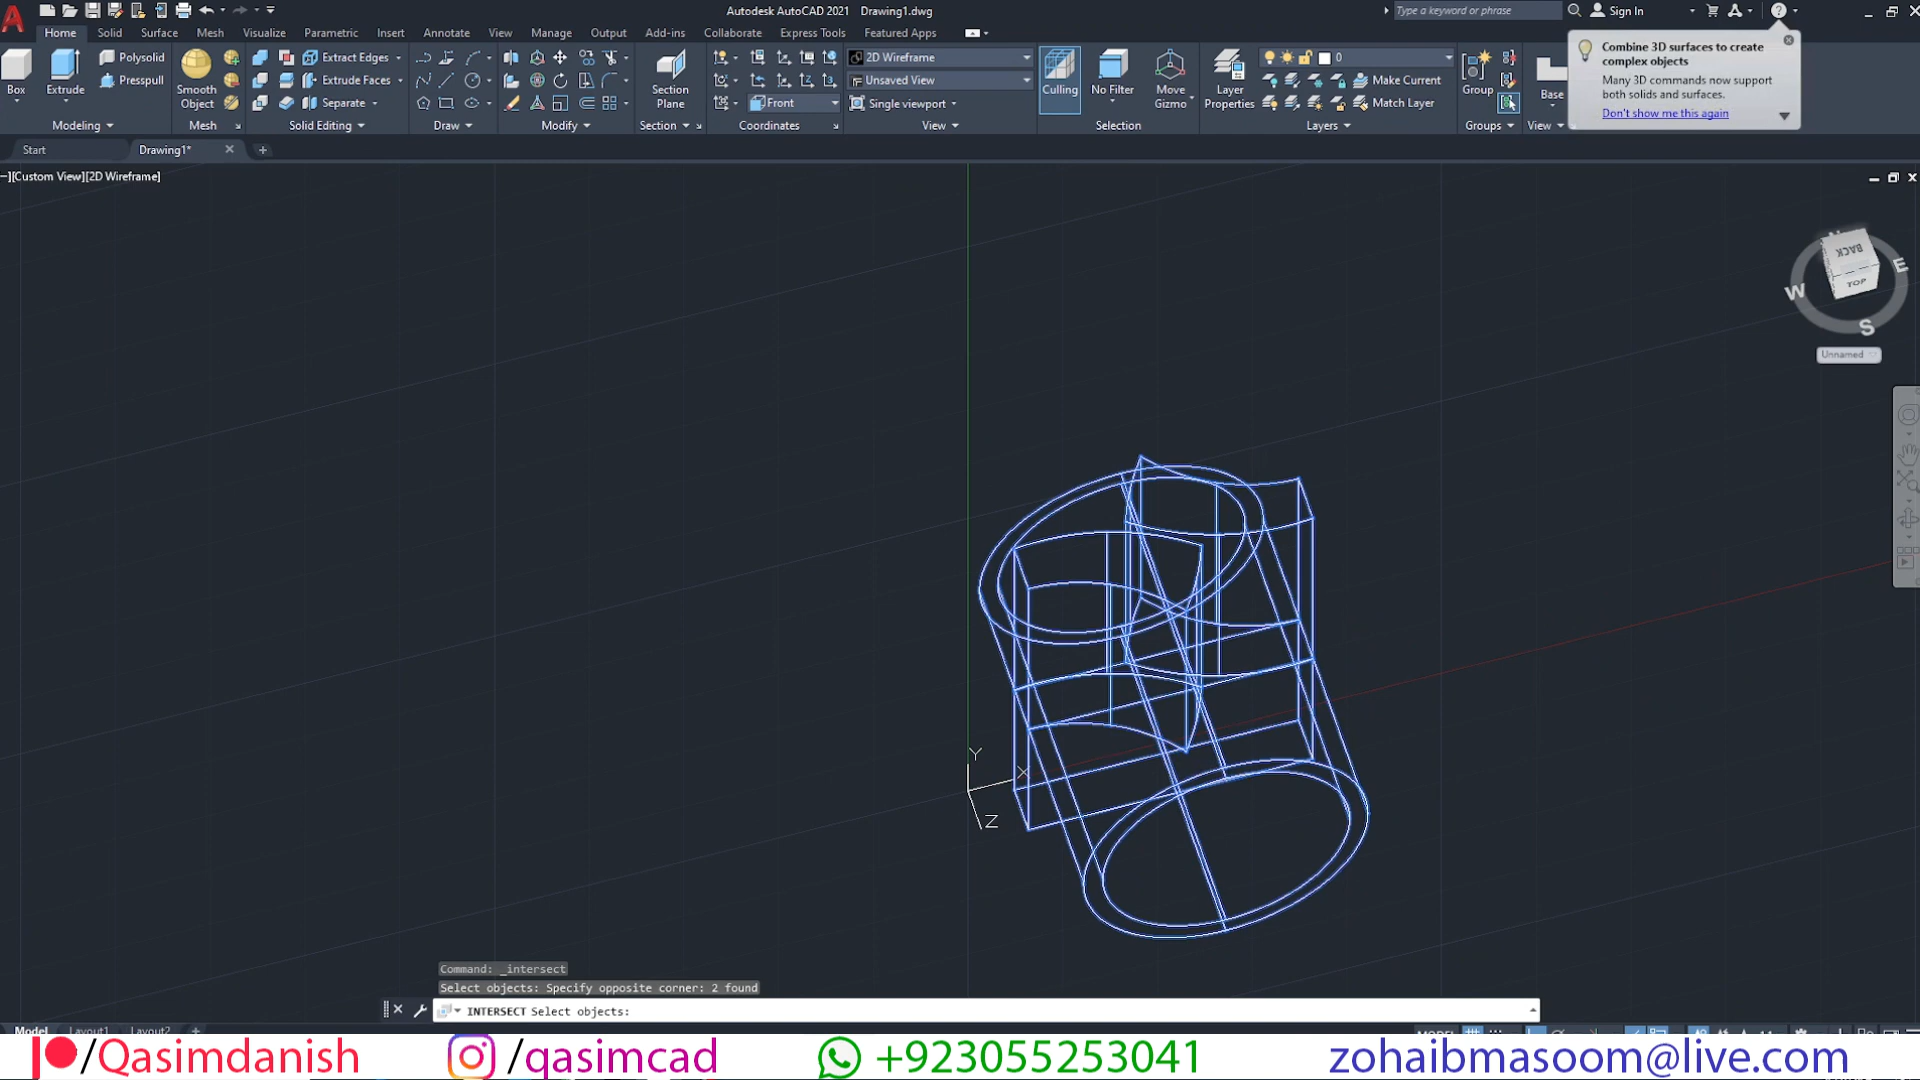 Autodesk AutoCAD 2021 Drawing1.dwg
Type a keyword or phrase
Sign In
Home Solid Surface Mesh Visualize Parametric Insert Annotate View Manage Output Add-ins Collaborate Express Tools Featured Apps
Box
Extrude
Polysolid
Presspull
Modeling
Smooth
Object
Mesh
Extract Edges
Extrude Faces
Separate
Solid Editing
Draw
Modify
Section
Plane
Section
Front
Coordinates
2D Wireframe
Unsaved View
Single viewport
View
Culling
No Filter
Move
Gizmo
Selection
Layer
Properties
0
Make Current
Match Layer
Layers
Group
Groups
Base
View
Combine 3D surfaces to create
complex objects
Many 3D commands now support
both solids and surfaces.
Don't show me this again
Start
Drawing1*
–][Custom View][2D Wireframe]
BACK
TOP
W
E
S
Unnamed
Y
X
Z
Command: _intersect
Select objects: Specify opposite corner: 2 found
INTERSECT Select objects:
Model Layout1 Layout2 +
MODEL
/Qasimdanish
/qasimcad
+923055253041
zohaibmasoom@live.com